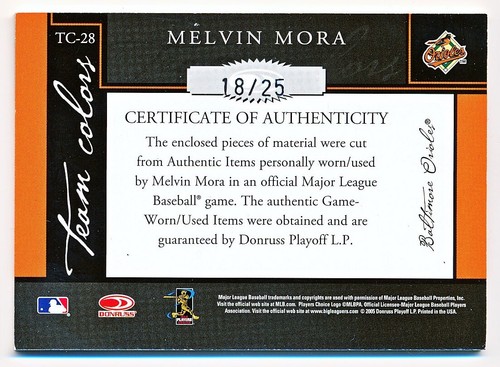 TC-28
MELVIN MORA
Orioles
18/25
team colors
CERTIFICATE OF AUTHENTICITY
The enclosed pieces of material were cut
from Authentic Items personally worn/used
by Melvin Mora in an official Major League
Baseball® game. The authentic Game-
Worn/Used Items were obtained and are
guaranteed by Donruss Playoff L.P.
Baltimore Orioles®
DONRUSS
PLAYERS
Major League Baseball trademarks and copyrights are used with permission of Major League Baseball Properties, Inc.
Visit the official web site at MLB.com. Players Choice Logo ©MLBPA. Official Licensee-Major League Baseball Players
Association. Visit the official web site at www.bigleaguers.com © 2005 Donruss Playoff L.P. Printed in the USA.